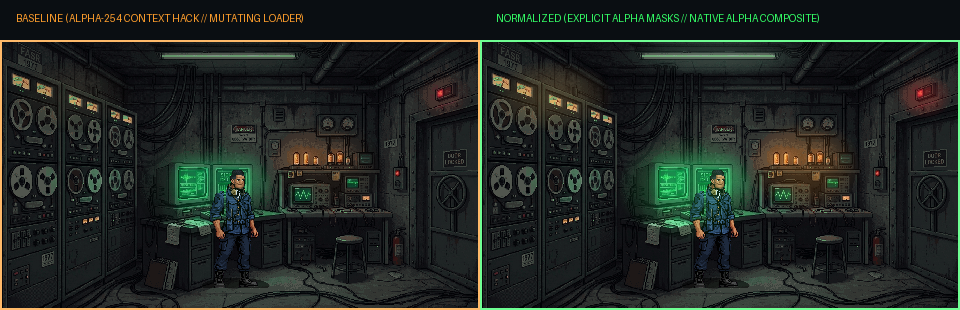 BASELINE (ALPHA-254 CONTEXT HACK // MUTATING LOADER)
NORMALIZED (EXPLICIT ALPHA MASKS // NATIVE ALPHA COMPOSITE)